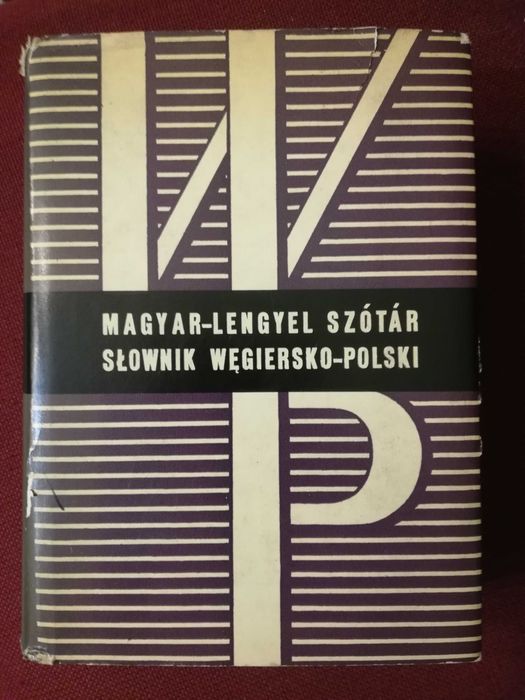 W
MAGYAR-LENGYEL SZÓTÁR
SŁOWNIK WĘGIERSKO-POLSKI
P